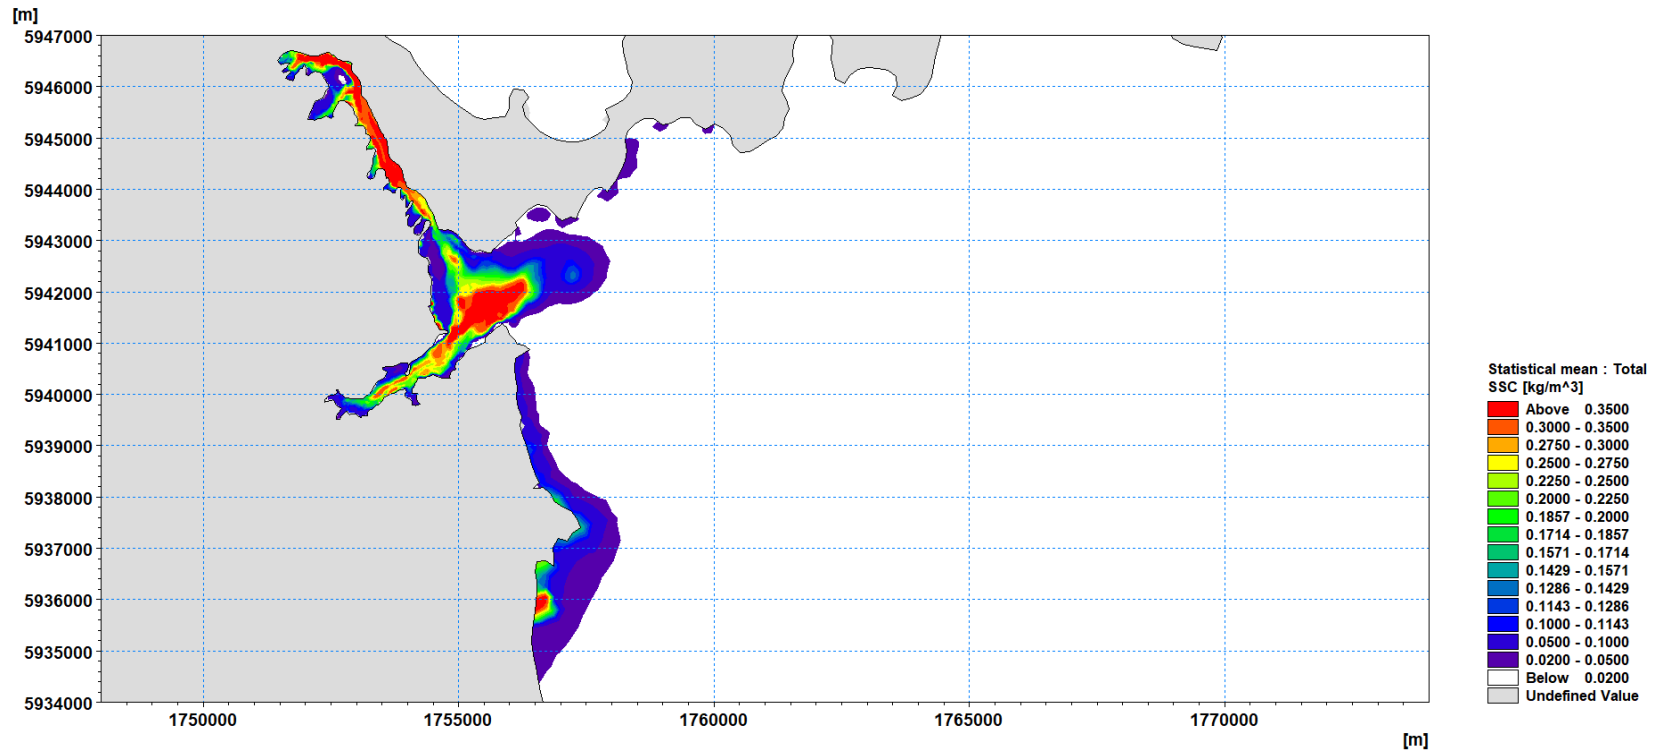 [m]
5947000
5946000
5945000
5944000
5943000
5942000
5941000
5940000
5939000
5938000
5937000
5936000
5935000
5934000
1750000 1755000 1760000 1765000 1770000
[m]
Statistical mean : Total
SSC [kg/m^3]
Above 0.3500
0.3000 - 0.3500
0.2750 - 0.3000
0.2500 - 0.2750
0.2250 - 0.2500
0.2000 - 0.2250
0.1857 - 0.2000
0.1714 - 0.1857
0.1571 - 0.1714
0.1429 - 0.1571
0.1286 - 0.1429
0.1143 - 0.1286
0.1000 - 0.1143
0.0500 - 0.1000
0.0200 - 0.0500
Below 0.0200
Undefined Value